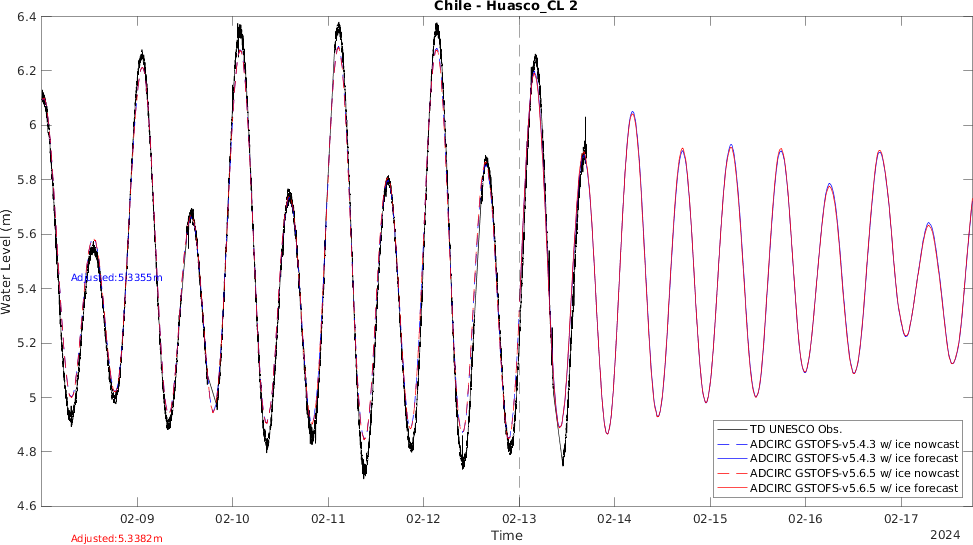 Chile - Huasco_CL 2
6.4
6.2
6
5.8
5.6
5.4
5.2
5
4.8
4.6
Water Level (m)
Adjusted:5.3355m
TD UNESCO Obs.
ADCIRC GSTOFS-v5.4.3 w/ ice nowcast
ADCIRC GSTOFS-v5.4.3 w/ ice forecast
ADCIRC GSTOFS-v5.6.5 w/ ice nowcast
ADCIRC GSTOFS-v5.6.5 w/ ice forecast
02-09 02-10 02-11 02-12 02-13 02-14 02-15 02-16 02-17
Time
2024
Adjusted:5.3382m